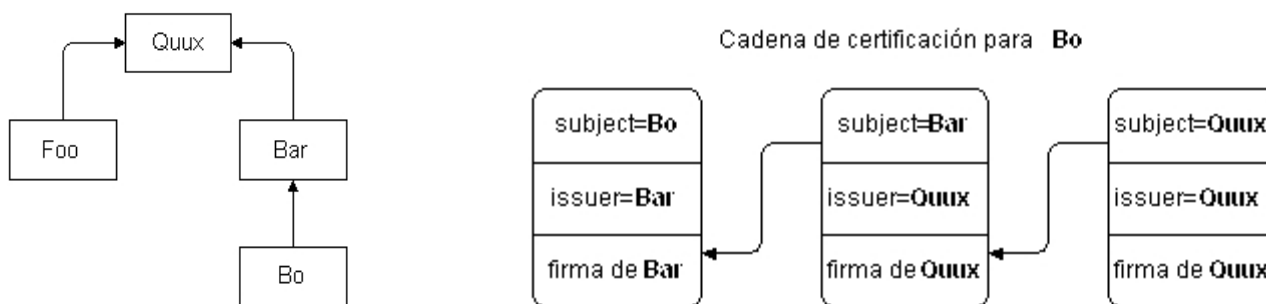 Quux
Foo
Bar
Bo
Cadena de certificación para Bo
subject=Bo
issuer=Bar
firma de Bar
subject=Bar
issuer=Quux
firma de Quux
subject=Quux
issuer=Quux
firma de Quux